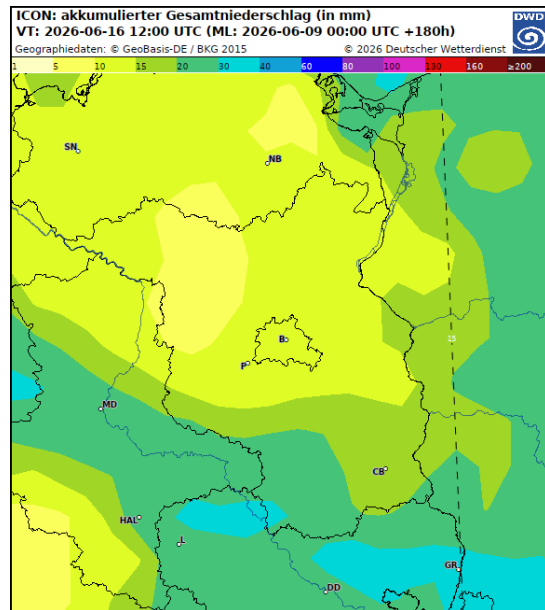 ICON: akkumulierter Gesamtniederschlag (in mm)
VT: 2026-06-16 12:00 UTC (ML: 2026-06-09 00:00 UTC +180h)
Geographiedaten: © GeoBasis-DE / BKG 2015 © 2026 Deutscher Wetterdienst
DWD
1 5 10 15 20 30 40 60 80 100 130 160 ≥200
SN
NB
B
15
P
MD
CB
HAL
L
GR
DD